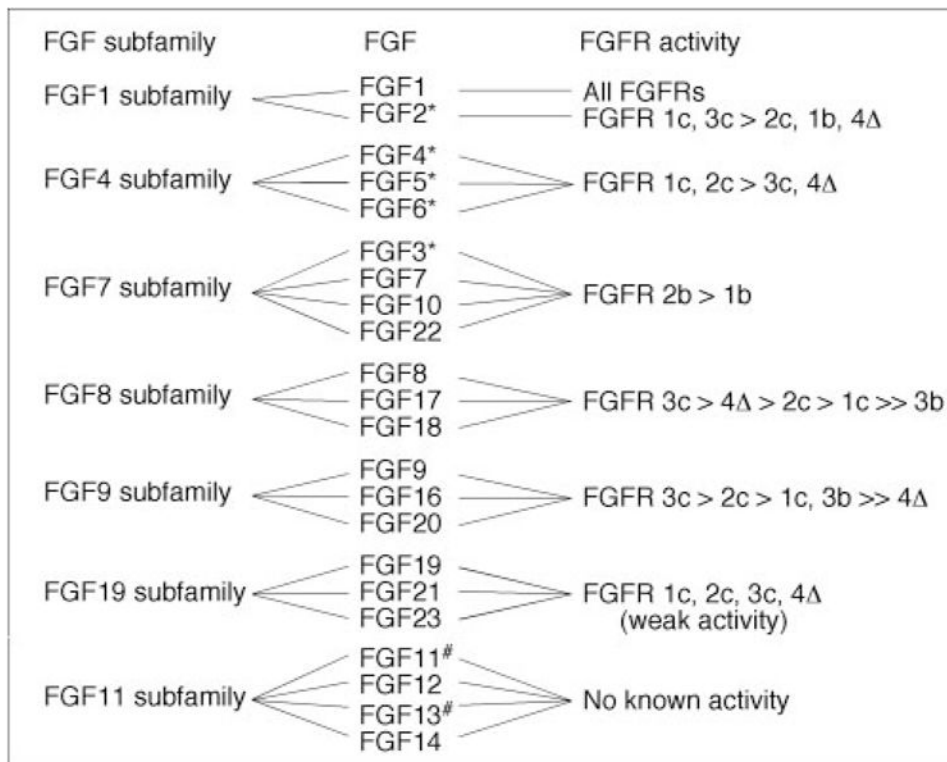 FGF subfamily FGF FGFR activity
FGF1 subfamily
FGF1 All FGFRs
FGF2* FGFR 1c, 3c > 2c, 1b, 4Δ
FGF4 subfamily
FGF4*
FGF5* FGFR 1c, 2c > 3c, 4Δ
FGF6*
FGF7 subfamily
FGF3*
FGF7
FGF10 FGFR 2b > 1b
FGF22
FGF8 subfamily
FGF8
FGF17 FGFR 3c > 4Δ > 2c > 1c >> 3b
FGF18
FGF9 subfamily
FGF9
FGF16 FGFR 3c > 2c > 1c, 3b >> 4Δ
FGF20
FGF19 subfamily
FGF19
FGF21 FGFR 1c, 2c, 3c, 4Δ
FGF23 (weak activity)
FGF11 subfamily
FGF11#
FGF12 No known activity
FGF13#
FGF14